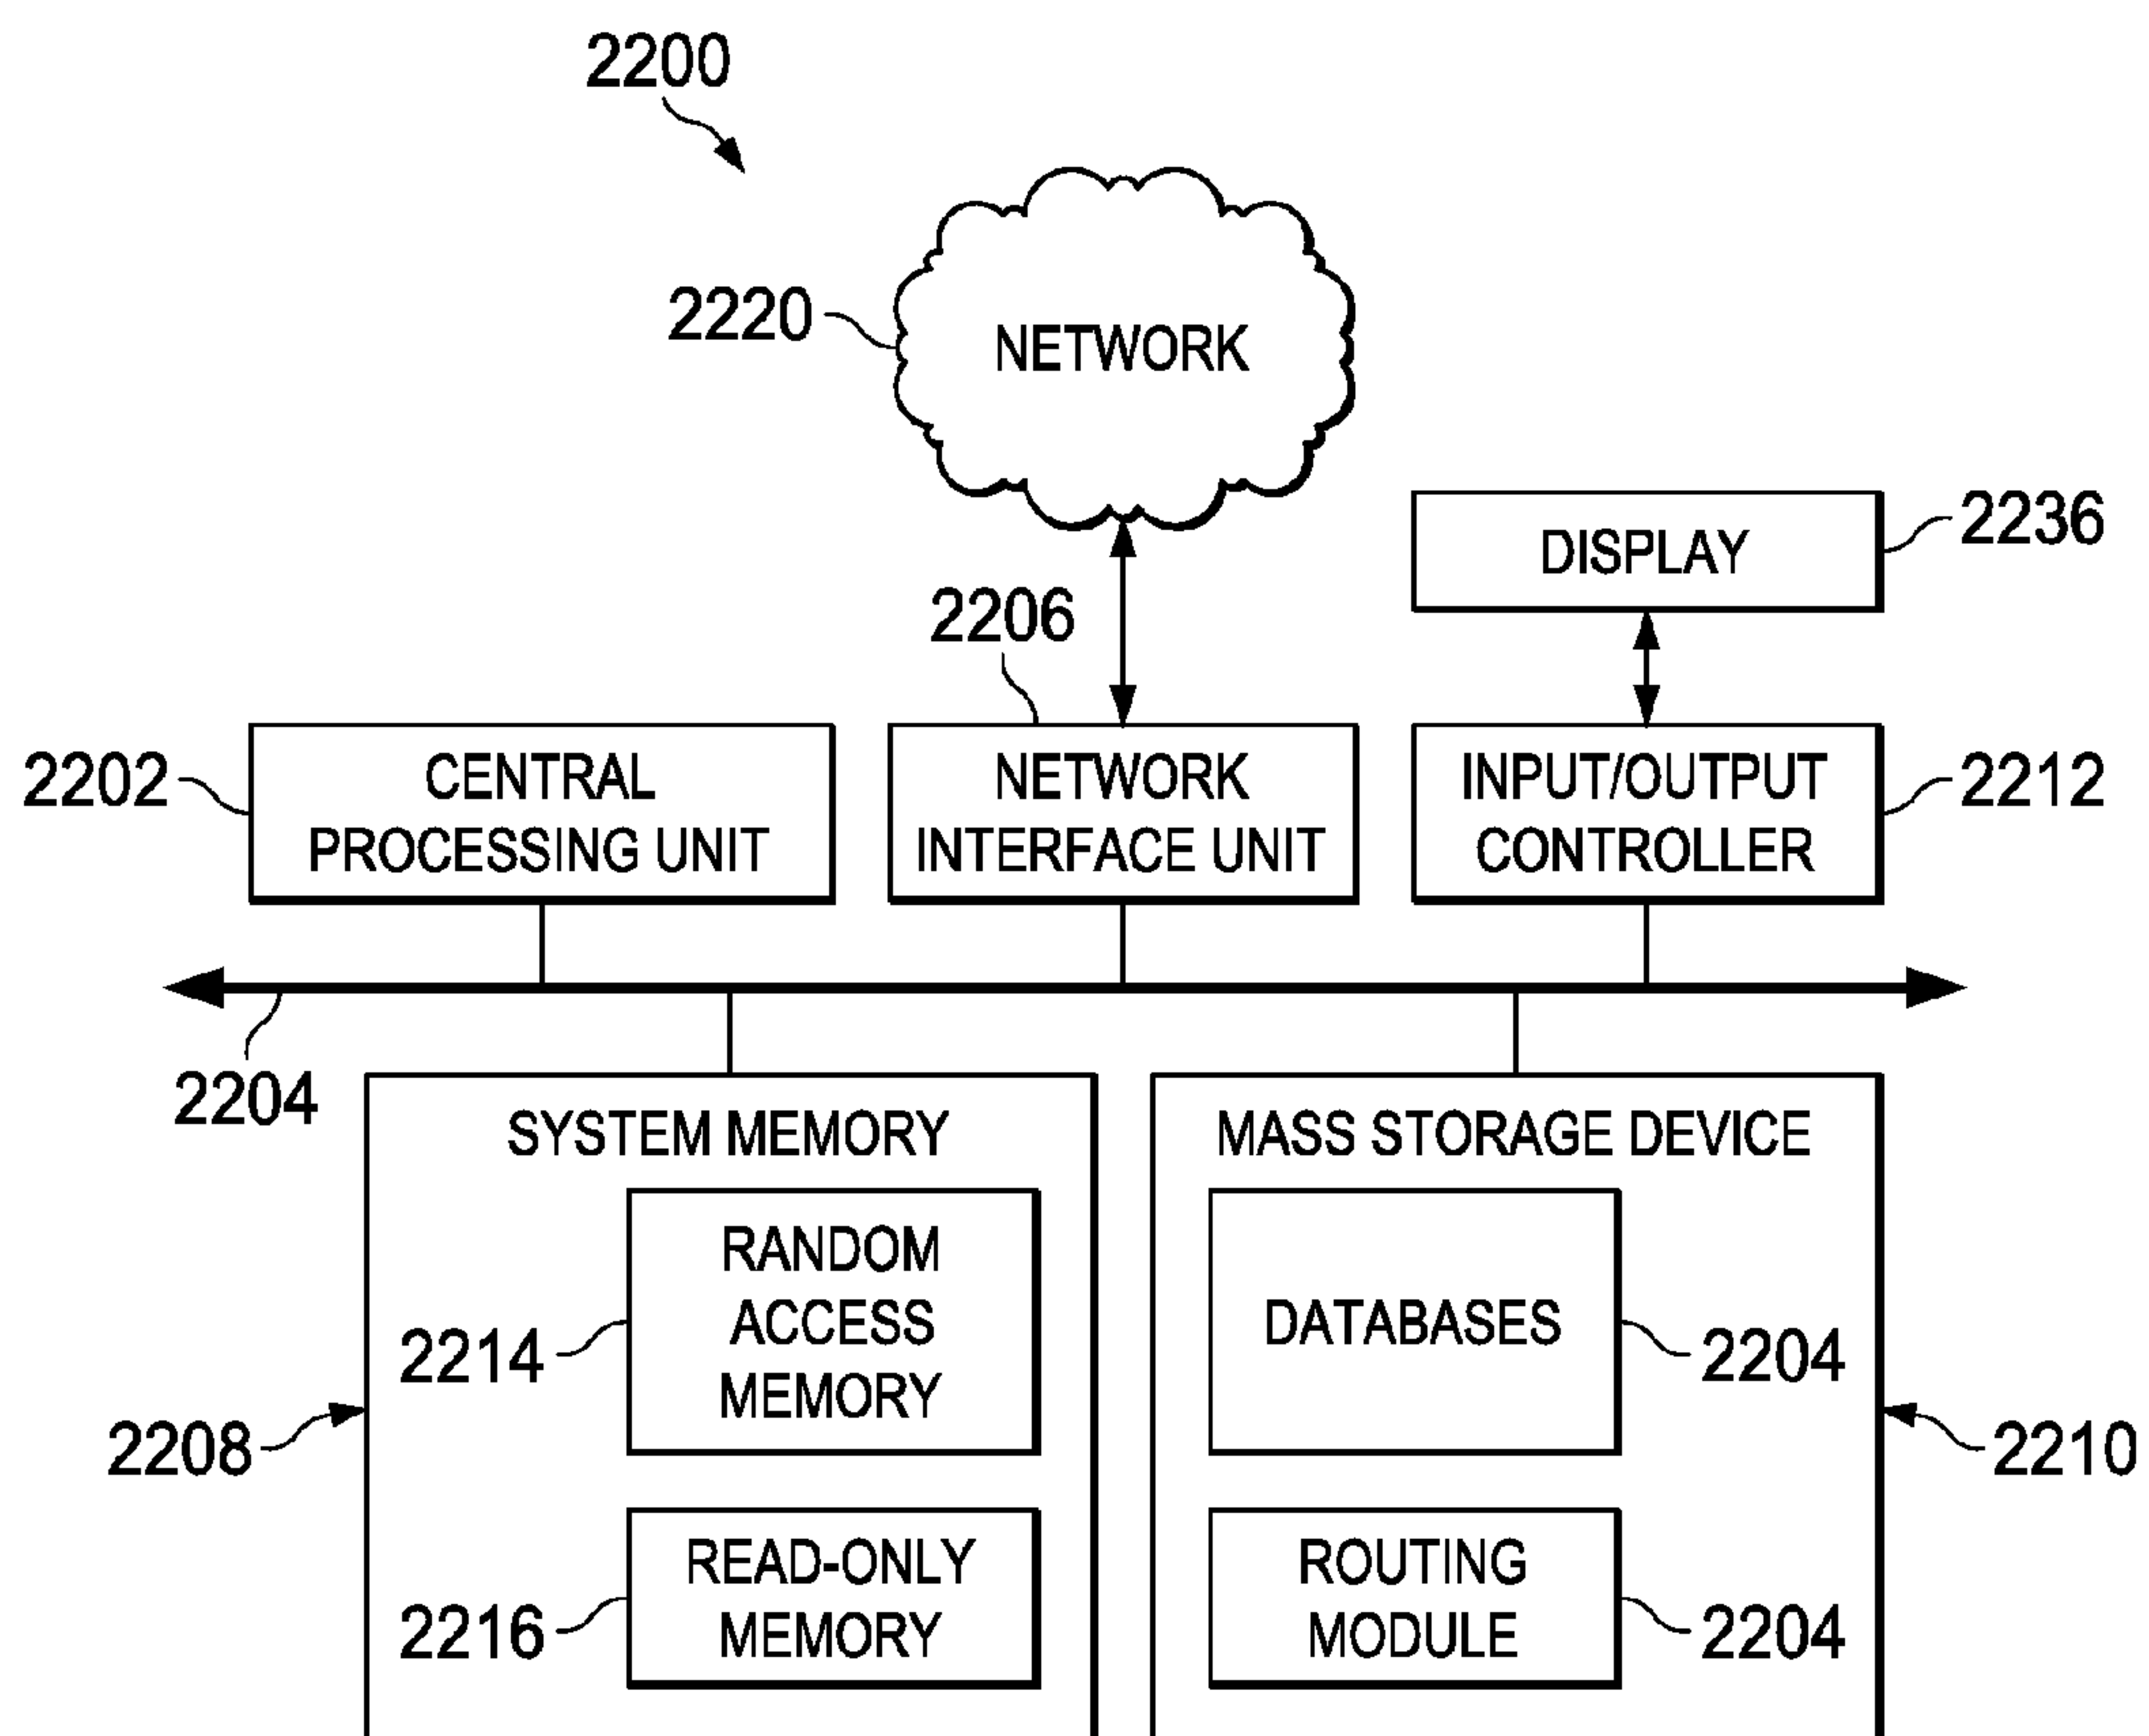 2200
2220
NETWORK
DISPLAY
2236
2206
2202
CENTRAL
PROCESSING UNIT
NETWORK
INTERFACE UNIT
INPUT/OUTPUT
CONTROLLER
2212
2204
SYSTEM MEMORY
RANDOM
ACCESS
MEMORY
2214
2208
READ-ONLY
MEMORY
2216
MASS STORAGE DEVICE
DATABASES
2204
2210
ROUTING
MODULE
2204